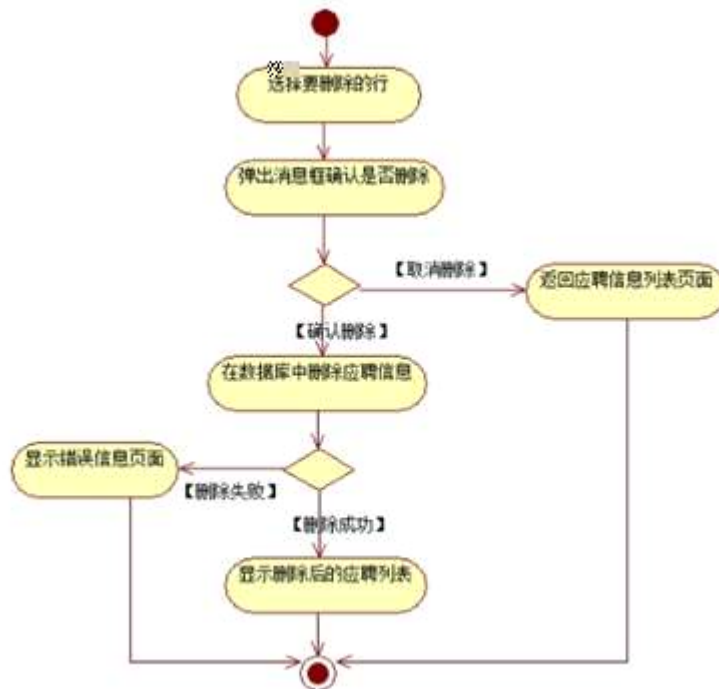 选择要删除的行
弹出消息框确认是否删除
【取消删除】
返回应聘信息列表页面
【确认删除】
在数据库中删除应聘信息
显示错误信息页面
【删除失败】
【删除成功】
显示删除后的应聘列表